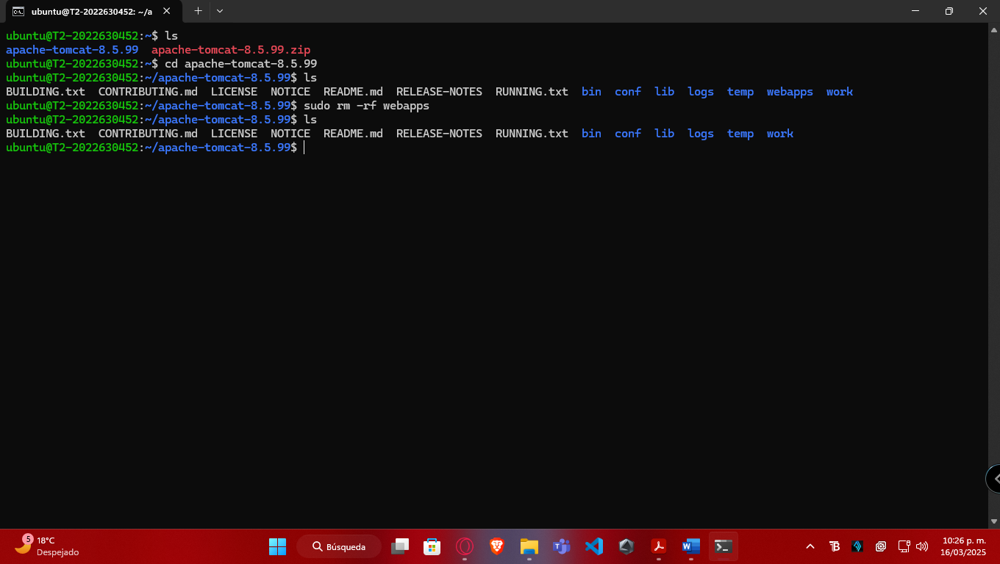 ubuntu@T2-2022630452: ~/a
ubuntu@T2-2022630452:~$ ls
apache-tomcat-8.5.99  apache-tomcat-8.5.99.zip
ubuntu@T2-2022630452:~$ cd apache-tomcat-8.5.99
ubuntu@T2-2022630452:~/apache-tomcat-8.5.99$ ls
BUILDING.txt  CONTRIBUTING.md  LICENSE  NOTICE  README.md  RELEASE-NOTES  RUNNING.txt  bin  conf  lib  logs  temp  webapps  work
ubuntu@T2-2022630452:~/apache-tomcat-8.5.99$ sudo rm -rf webapps
ubuntu@T2-2022630452:~/apache-tomcat-8.5.99$ ls
BUILDING.txt  CONTRIBUTING.md  LICENSE  NOTICE  README.md  RELEASE-NOTES  RUNNING.txt  bin  conf  lib  logs  temp  work
ubuntu@T2-2022630452:~/apache-tomcat-8.5.99$
5
18°C
Despejado
Búsqueda
10:26 p. m.
16/03/2025